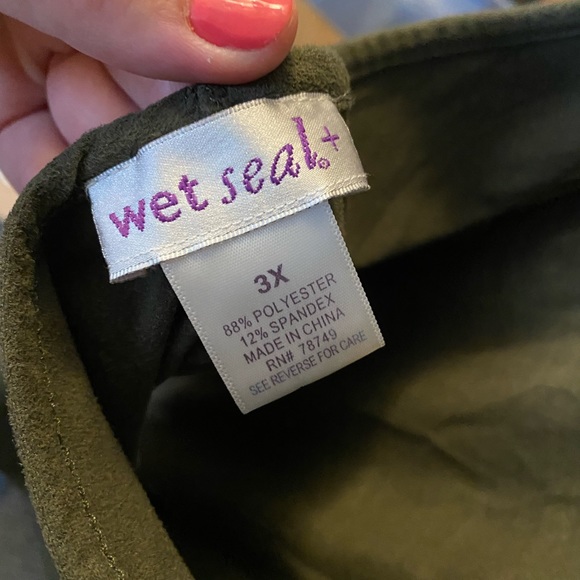 wet seal.+
3X
88% POLYESTER
12% SPANDEX
MADE IN CHINA
RN# 78749
SEE REVERSE FOR CARE